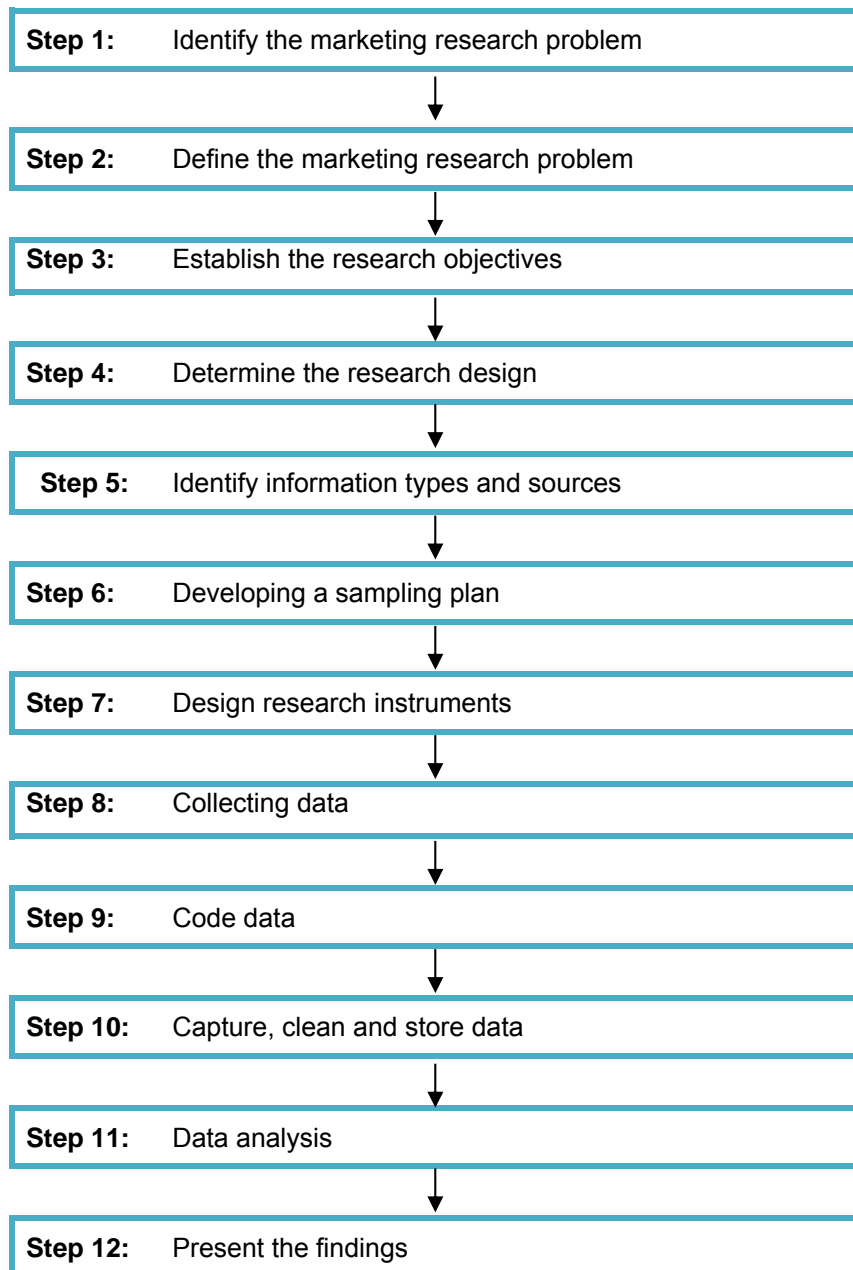 Step 1: Identify the marketing research problem
Step 2: Define the marketing research problem
Step 3: Establish the research objectives
Step 4: Determine the research design
Step 5: Identify information types and sources
Step 6: Developing a sampling plan
Step 7: Design research instruments
Step 8: Collecting data
Step 9: Code data
Step 10: Capture, clean and store data
Step 11: Data analysis
Step 12: Present the findings